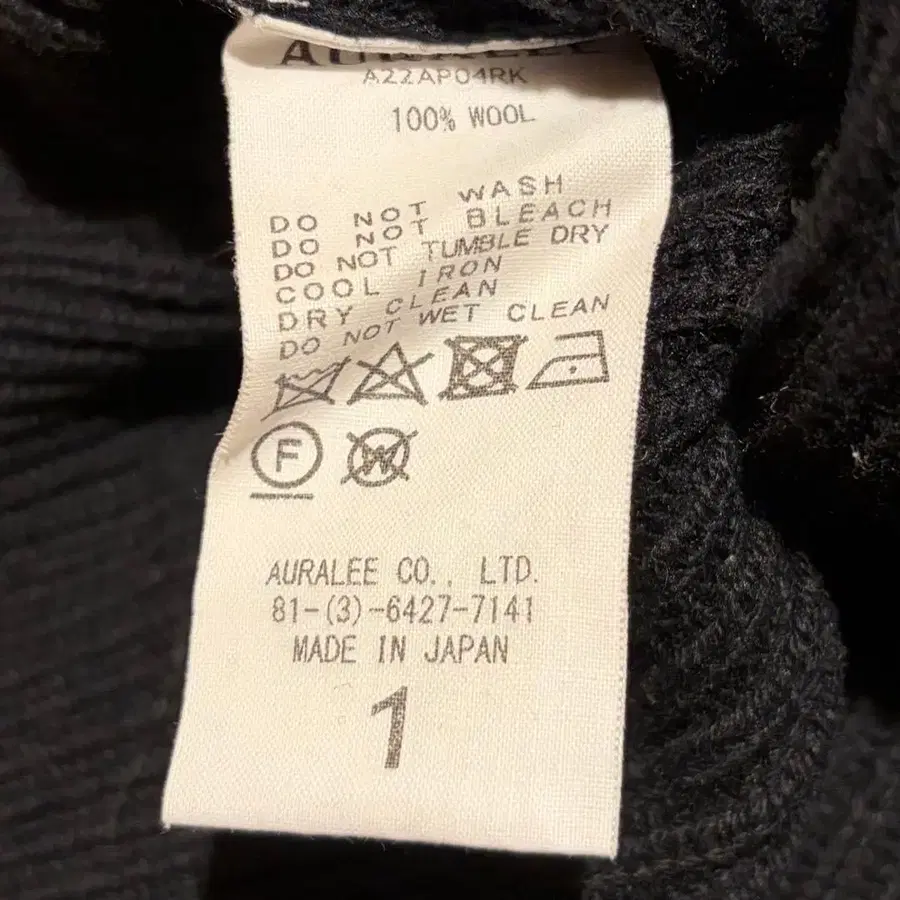 AURALEE
A22AP04RK
100% WOOL
DO NOT WASH
DO NOT BLEACH
DO NOT TUMBLE DRY
COOL IRON
DRY CLEAN
DO NOT WET CLEAN
F W
AURALEE CO., LTD.
81-(3)-6427-7141
MADE IN JAPAN
1